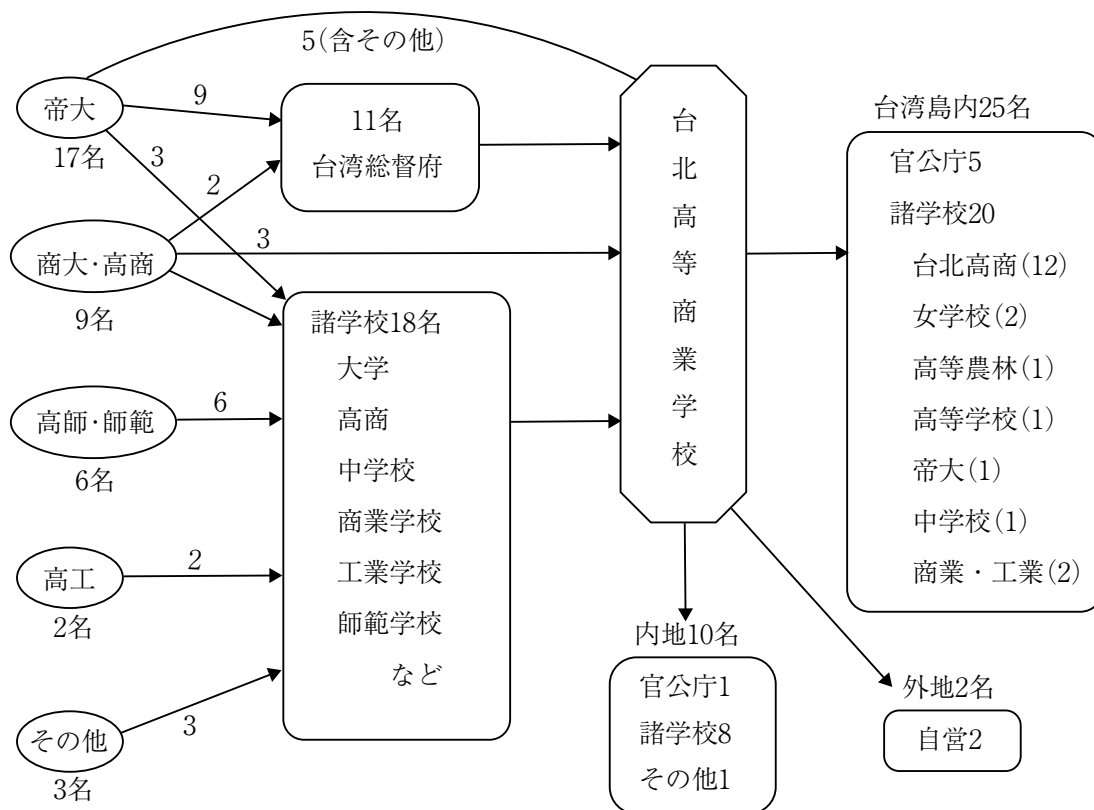 5(含その他)
帝大
17名
9
3
11名
台湾総督府
2
商大・高商
9名
3
高師・師範
6名
6
高工
2名
2
その他
3名
3
諸学校18名
大学
高商
中学校
商業学校
工業学校
師範学校
など
台北高等商業学校
台湾島内25名
官公庁5
諸学校20
台北高商(12)
女学校(2)
高等農林(1)
高等学校(1)
帝大(1)
中学校(1)
商業・工業(2)
内地10名
官公庁1
諸学校8
その他1
外地2名
自営2